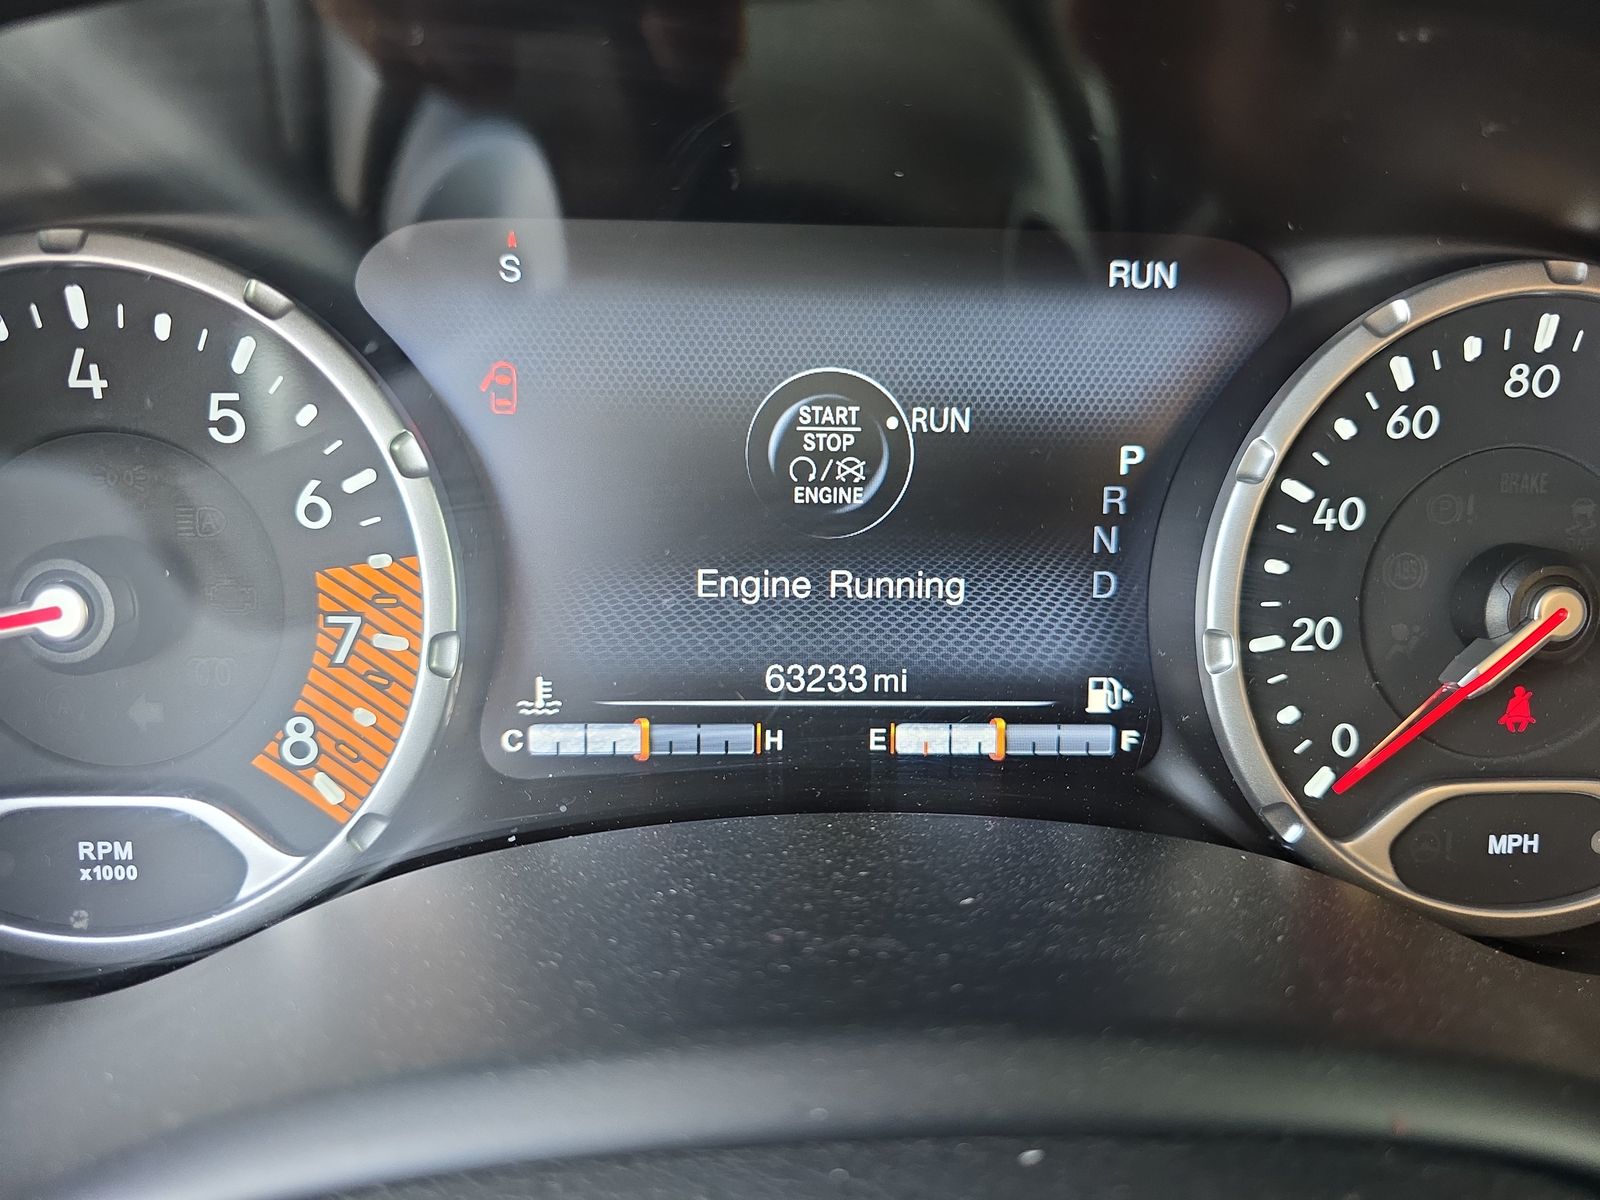 S
RUN
4
5
6
7
8
START
STOP
ENGINE
RUN
P
R
N
D
Engine Running
63233 mi
C
H
E
F
RPM
x1000
80
60
40
20
0
BRAKE
ABS
MPH